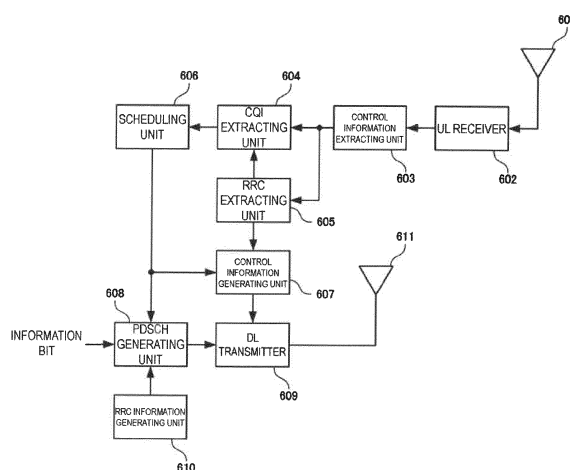 60
606
604
SCHEDULING
UNIT
CQI
EXTRACTING
UNIT
CONTROL
INFORMATION
EXTRACTING UNIT
UL RECEIVER
603
602
RRC
EXTRACTING
UNIT
605
611
CONTROL
INFORMATION
GENERATING UNIT
607
608
INFORMATION
BIT
PDSCH
GENERATING
UNIT
DL
TRANSMITTER
609
RRC INFORMATION
GENERATING UNIT
610